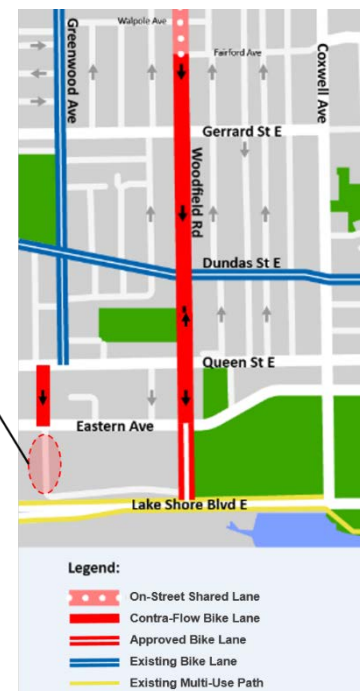 Walpole Ave
Greenwood Ave
Fairford Ave
Coxwell Ave
Gerrard St E
Woodfield Rd
Dundas St E
Queen St E
Eastern Ave
Lake Shore Blvd E
Legend:
On-Street Shared Lane
Contra-Flow Bike Lane
Approved Bike Lane
Existing Bike Lane
Existing Multi-Use Path